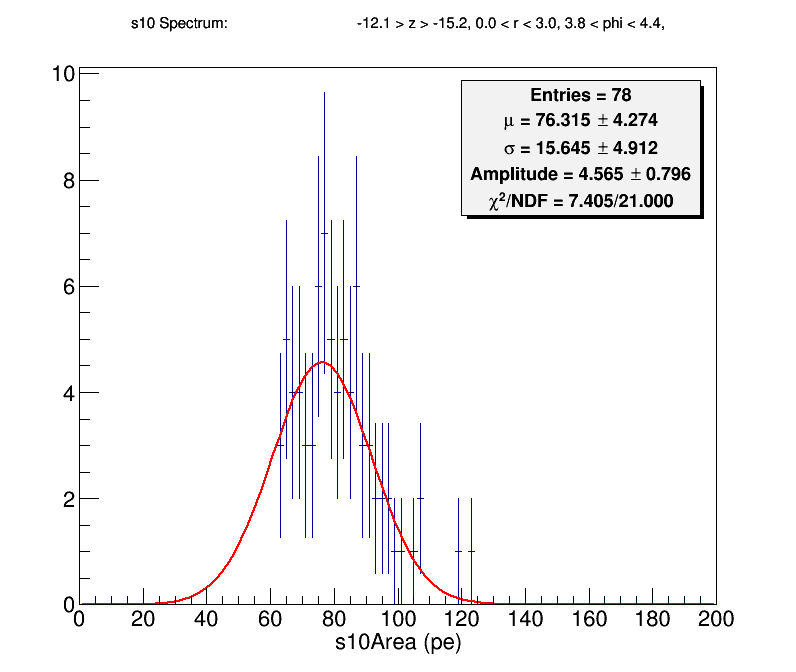 s10 Spectrum: -12.1 > z > -15.2, 0.0 < r < 3.0, 3.8 < phi < 4.4,
Entries = 78
μ = 76.315 ± 4.274
σ = 15.645 ± 4.912
Amplitude = 4.565 ± 0.796
χ²/NDF = 7.405/21.000
10
8
6
4
2
0
0 20 40 60 80 100 120 140 160 180 200
s10Area (pe)